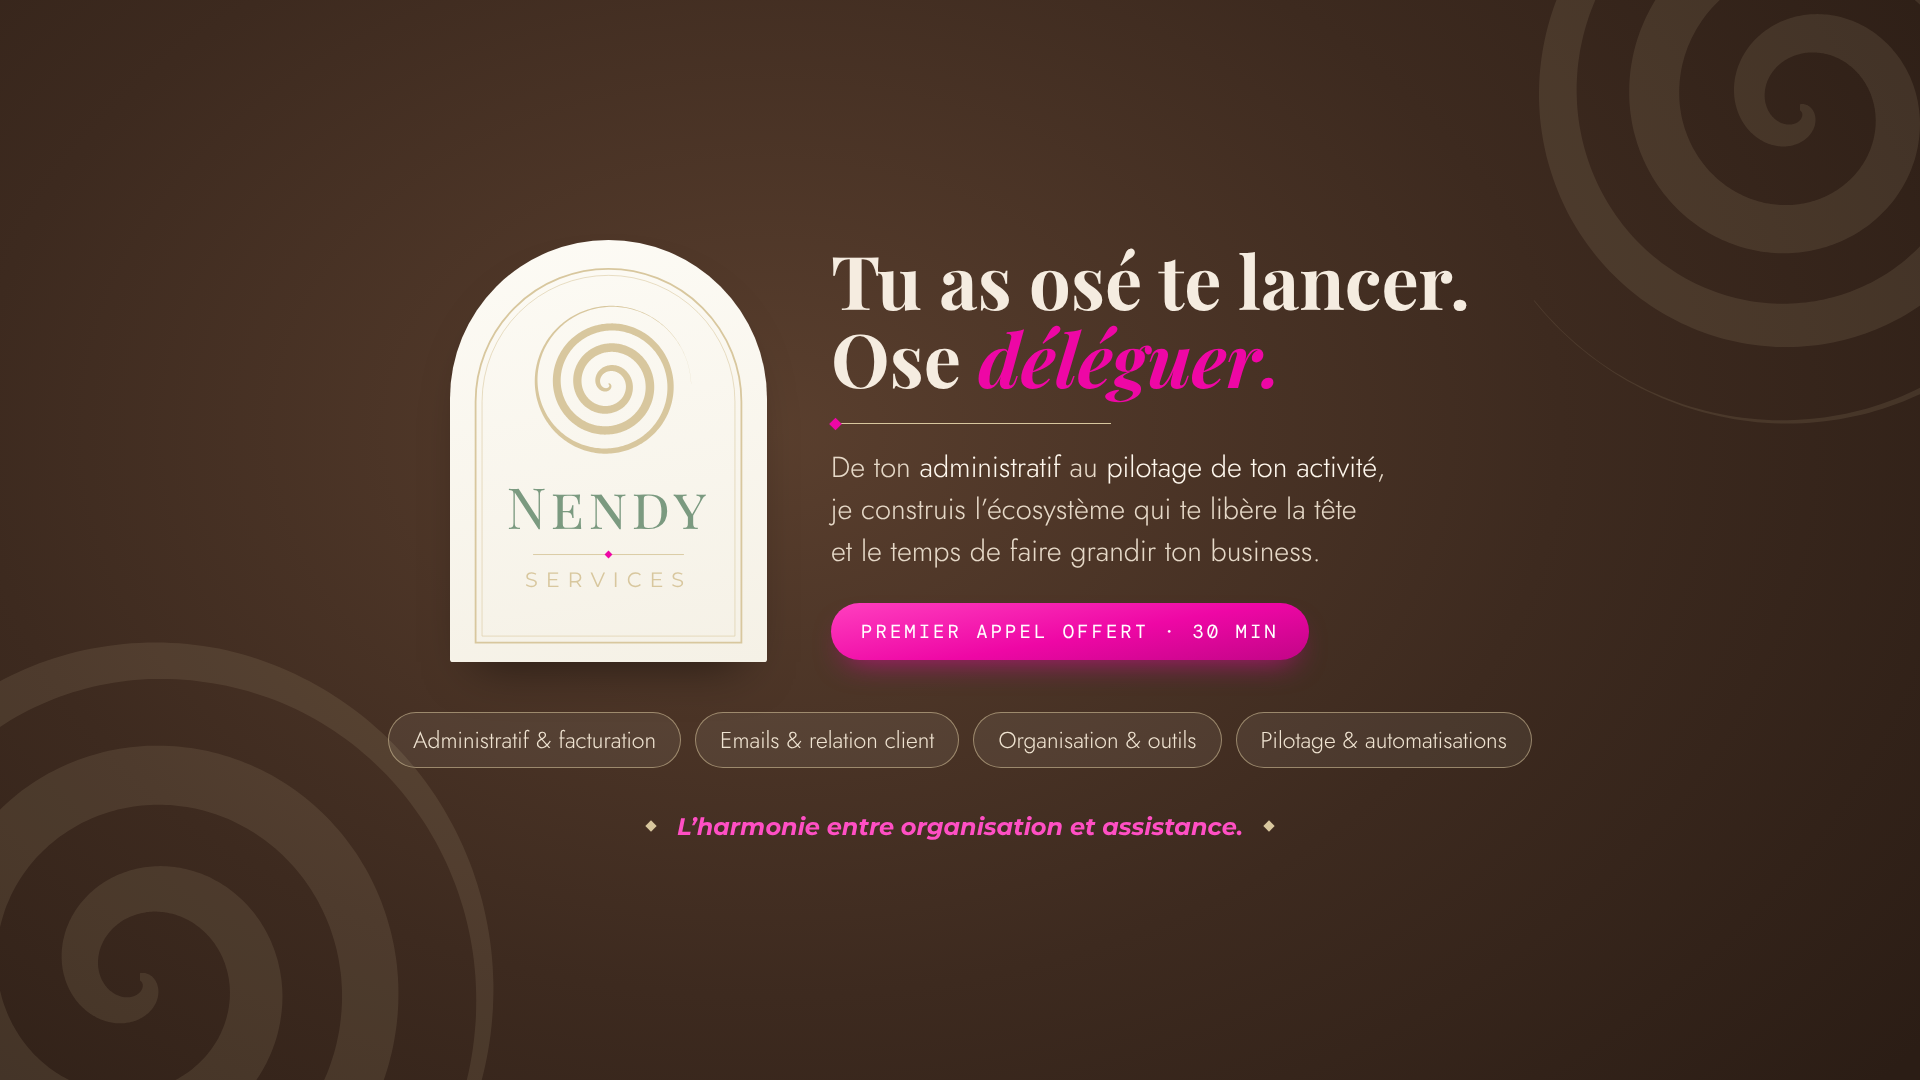 NENDY
SERVICES
Tu as osé te lancer.
Ose déléguer.
De ton administratif au pilotage de ton activité,
je construis l’écosystème qui te libère la tête
et le temps de faire grandir ton business.
PREMIER APPEL OFFERT · 30 MIN
Administratif & facturation
Emails & relation client
Organisation & outils
Pilotage & automatisations
L’harmonie entre organisation et assistance.